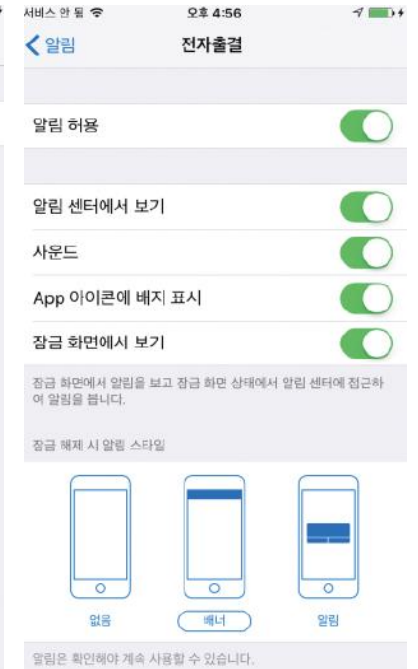 서비스 안 됨
오후 4:56
알림
전자출결
알림 허용
알림 센터에서 보기
사운드
App 아이콘에 배지 표시
잠금 화면에서 보기
잠금 화면에서 알림을 보고 잠금 화면 상태에서 알림 센터에 접근하
여 알림을 봅니다.
잠금 해제 시 알림 스타일
없음
배너
알림
알림은 확인해야 계속 사용할 수 있습니다.